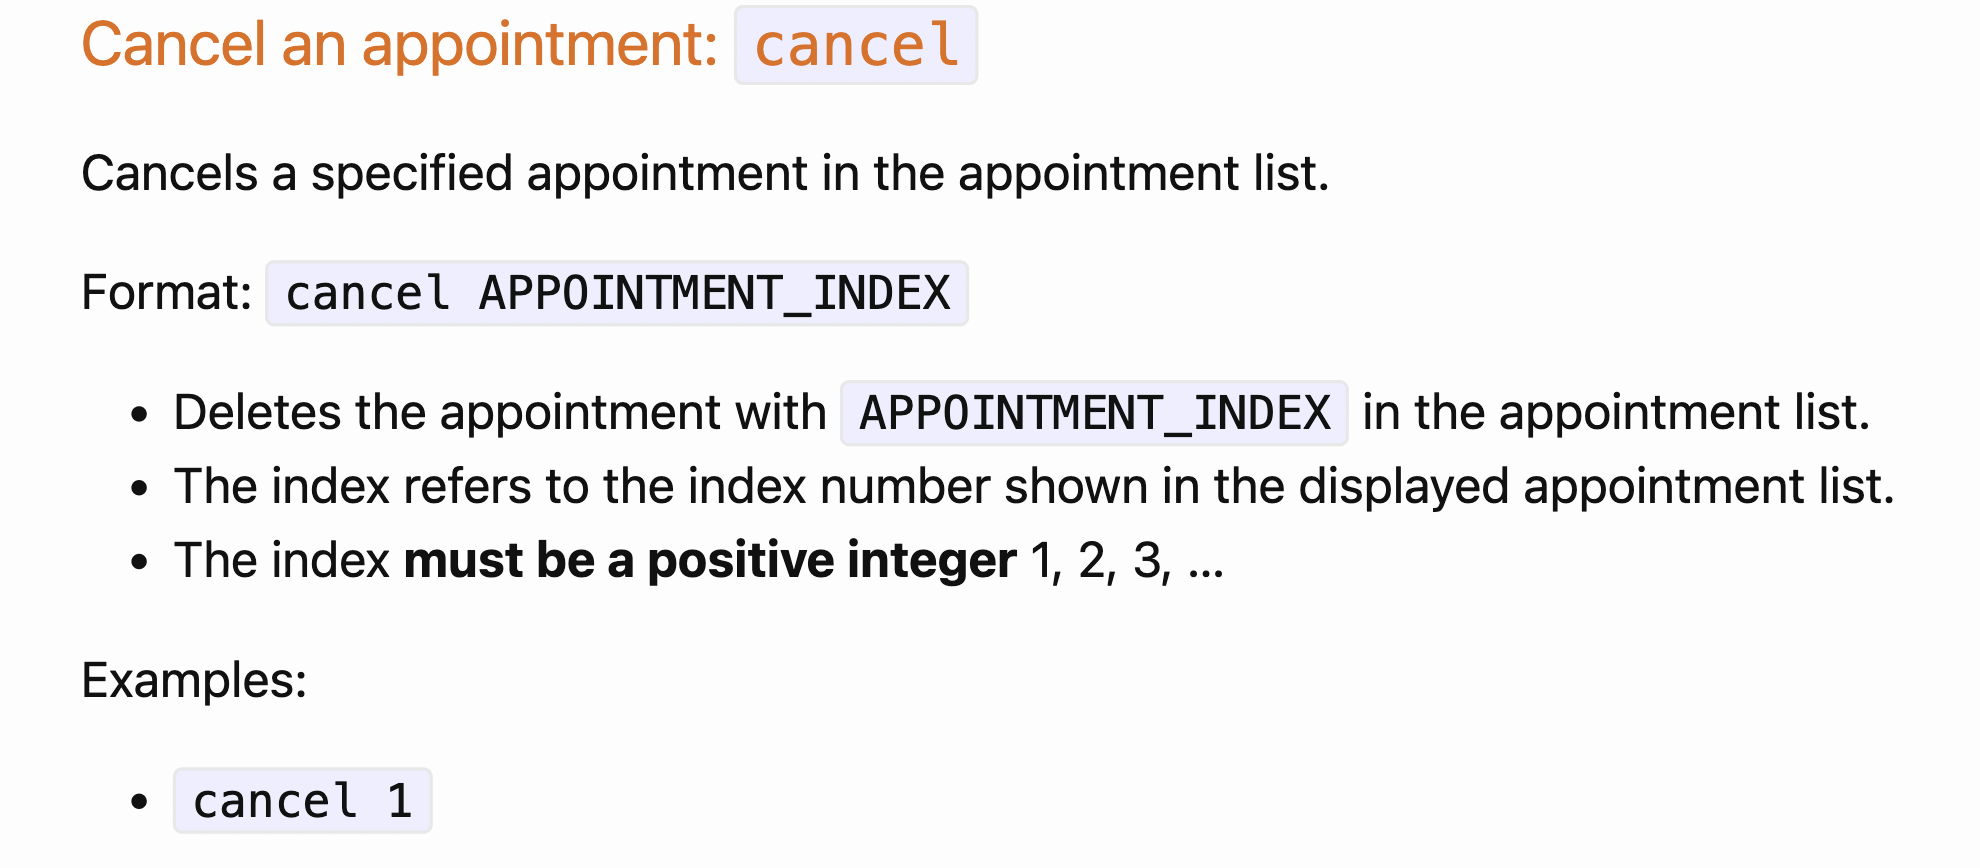 Cancel an appointment: cancel
Cancels a specified appointment in the appointment list.
Format: cancel APPOINTMENT_INDEX
• Deletes the appointment with APPOINTMENT_INDEX in the appointment list.
• The index refers to the index number shown in the displayed appointment list.
• The index must be a positive integer 1, 2, 3, …
Examples:
• cancel 1